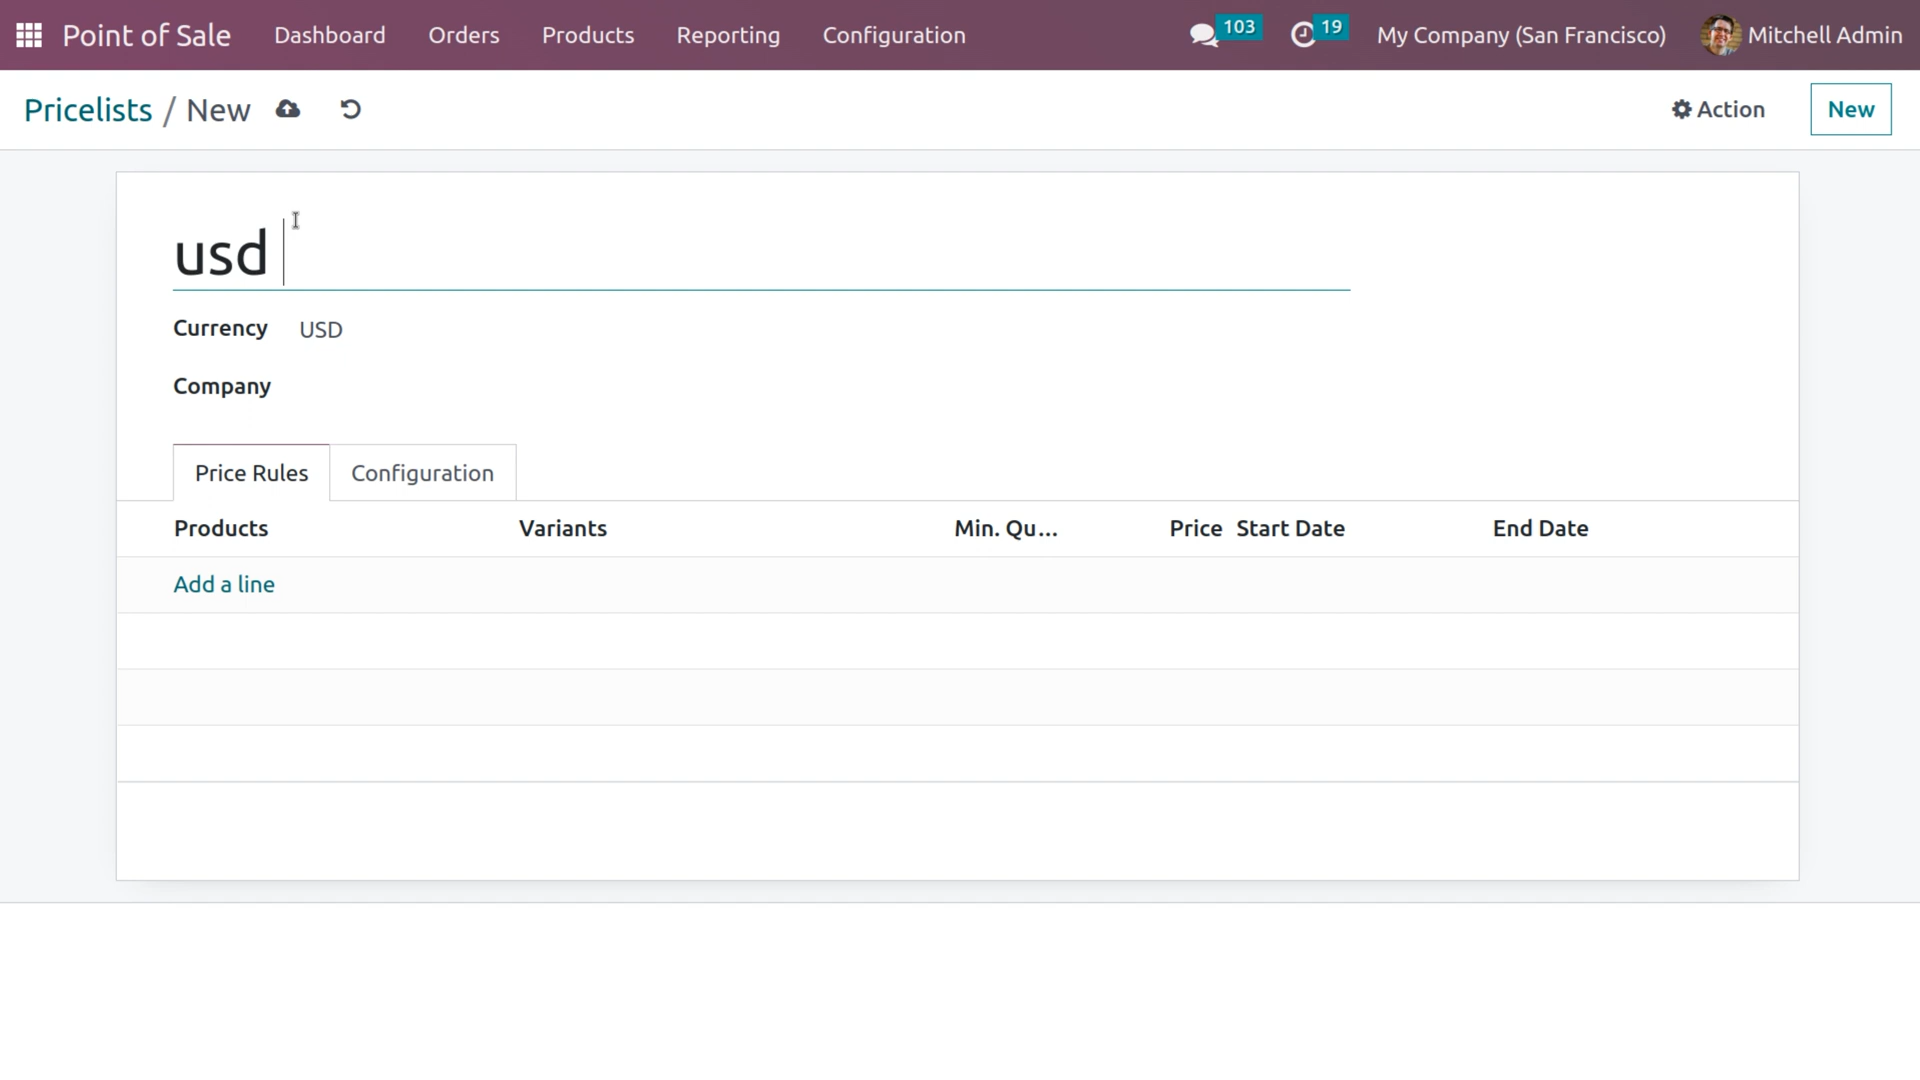 Point of Sale Dashboard Orders Products Reporting Configuration 103 19 My Company (San Francisco) Mitchell Admin
Pricelists / New Action New
usd
Currency USD
Company
Price Rules Configuration
Products Variants Min. Qu... Price Start Date End Date
Add a line